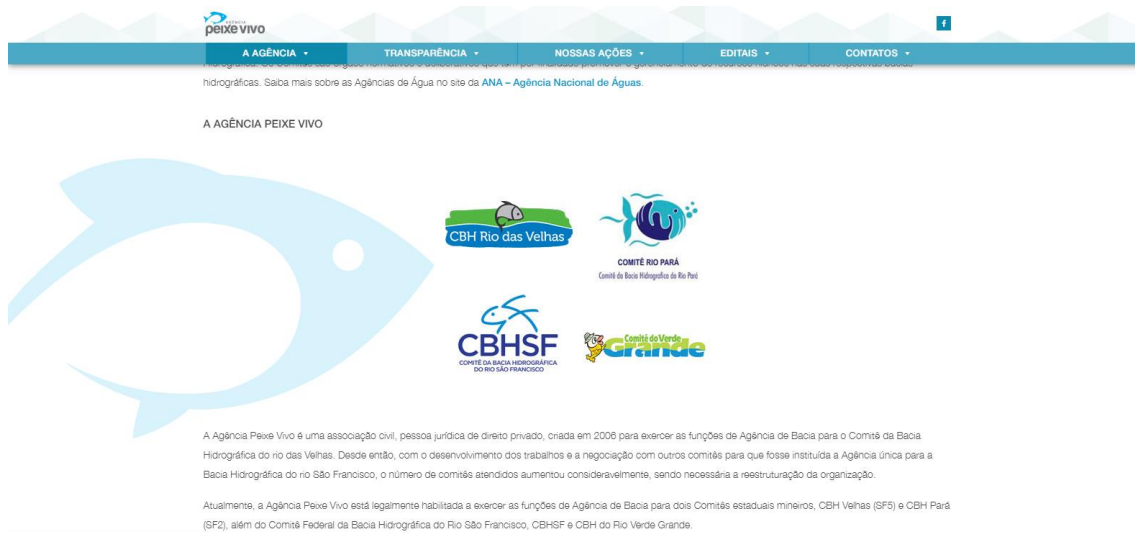 AGÊNCIA
peixe vivo
A AGÊNCIA
TRANSPARÊNCIA
NOSSAS AÇÕES
EDITAIS
CONTATOS
hidrográficas. Saiba mais sobre as Agências de Água no site da ANA – Agência Nacional de Águas.
A AGÊNCIA PEIXE VIVO
CBH Rio das Velhas
COMITÊ RIO PARÁ
Comitê da Bacia Hidrográfica do Rio Pará
CBHSF
COMITÊ DA BACIA HIDROGRÁFICA
DO RIO SÃO FRANCISCO
Comitê do Verde
Grande
A Agência Peixe Vivo é uma associação civil, pessoa jurídica de direito privado, criada em 2006 para exercer as funções de Agência de Bacia para o Comitê da Bacia
Hidrográfica do rio das Velhas. Desde então, com o desenvolvimento dos trabalhos e a negociação com outros comitês para que fosse instituída a Agência única para a
Bacia Hidrográfica do rio São Francisco, o número de comitês atendidos aumentou consideravelmente, sendo necessária a reestruturação da organização.
Atualmente, a Agência Peixe Vivo está legalmente habilitada a exercer as funções de Agência de Bacia para dois Comitês estaduais mineiros, CBH Velhas (SF5) e CBH Pará
(SF2), além do Comitê Federal da Bacia Hidrográfica do Rio São Francisco, CBHSF e CBH do Rio Verde Grande.